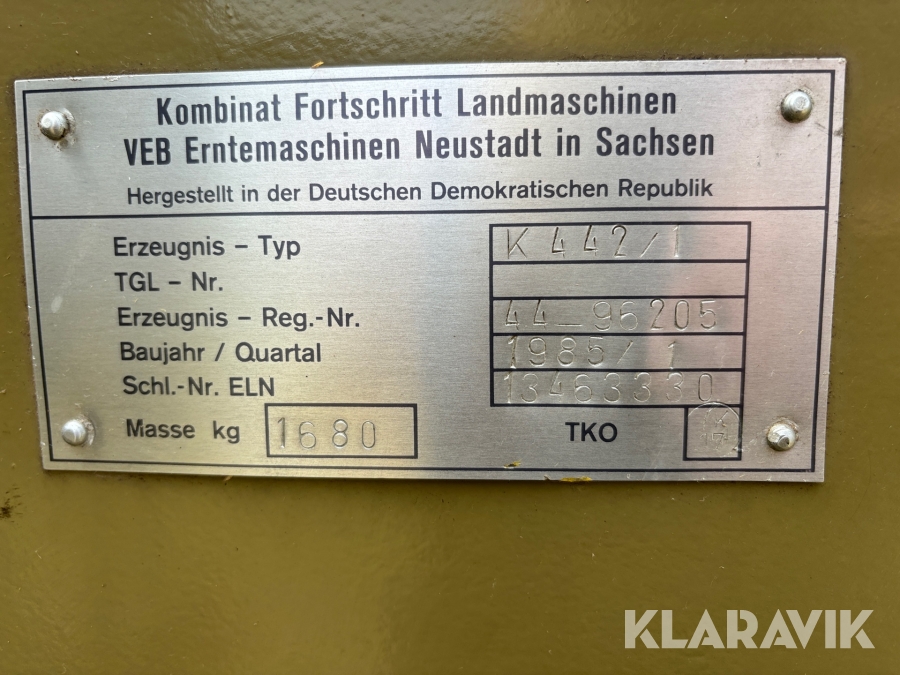 Kombinat Fortschritt Landmaschinen
VEB Erntemaschinen Neustadt in Sachsen
Hergestellt in der Deutschen Demokratischen Republik
Erzeugnis – Typ K 442/1
TGL – Nr.
Erzeugnis – Reg.-Nr. 44-96205
Baujahr / Quartal 1985/1
Schl.-Nr. ELN 13463330
Masse kg 1680 TKO
KLARAVIK